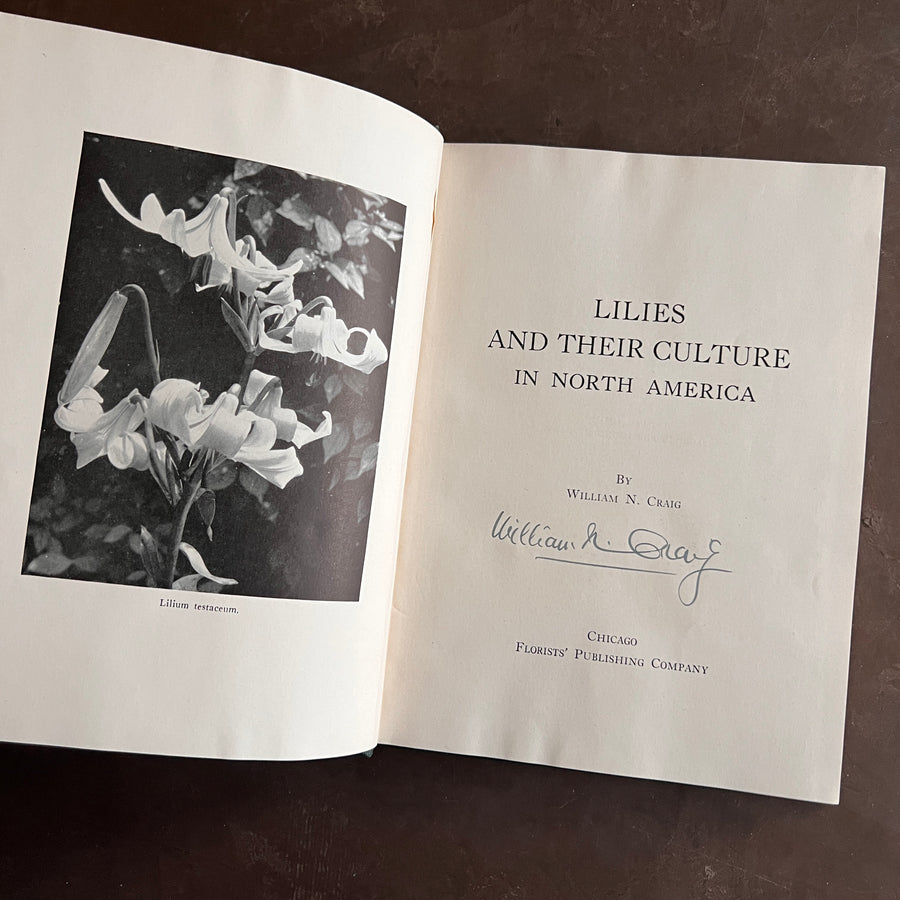 Lilium testaceum.
LILIES
AND THEIR CULTURE
IN NORTH AMERICA
BY
WILLIAM N. CRAIG
William N. Craig
CHICAGO
FLORISTS' PUBLISHING COMPANY